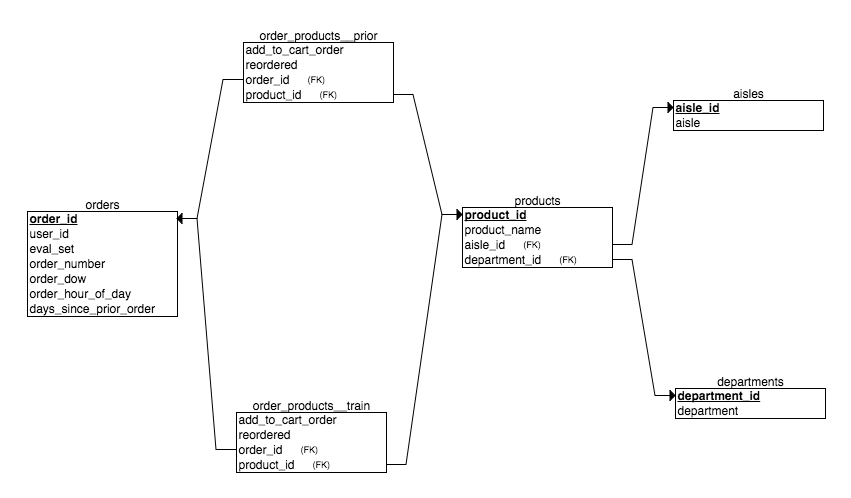 order_products__prior
add_to_cart_order
reordered
order_id (FK)
product_id (FK)
aisles
aisle_id
aisle
orders
order_id
user_id
eval_set
order_number
order_dow
order_hour_of_day
days_since_prior_order
products
product_id
product_name
aisle_id (FK)
department_id (FK)
departments
department_id
department
order_products__train
add_to_cart_order
reordered
order_id (FK)
product_id (FK)